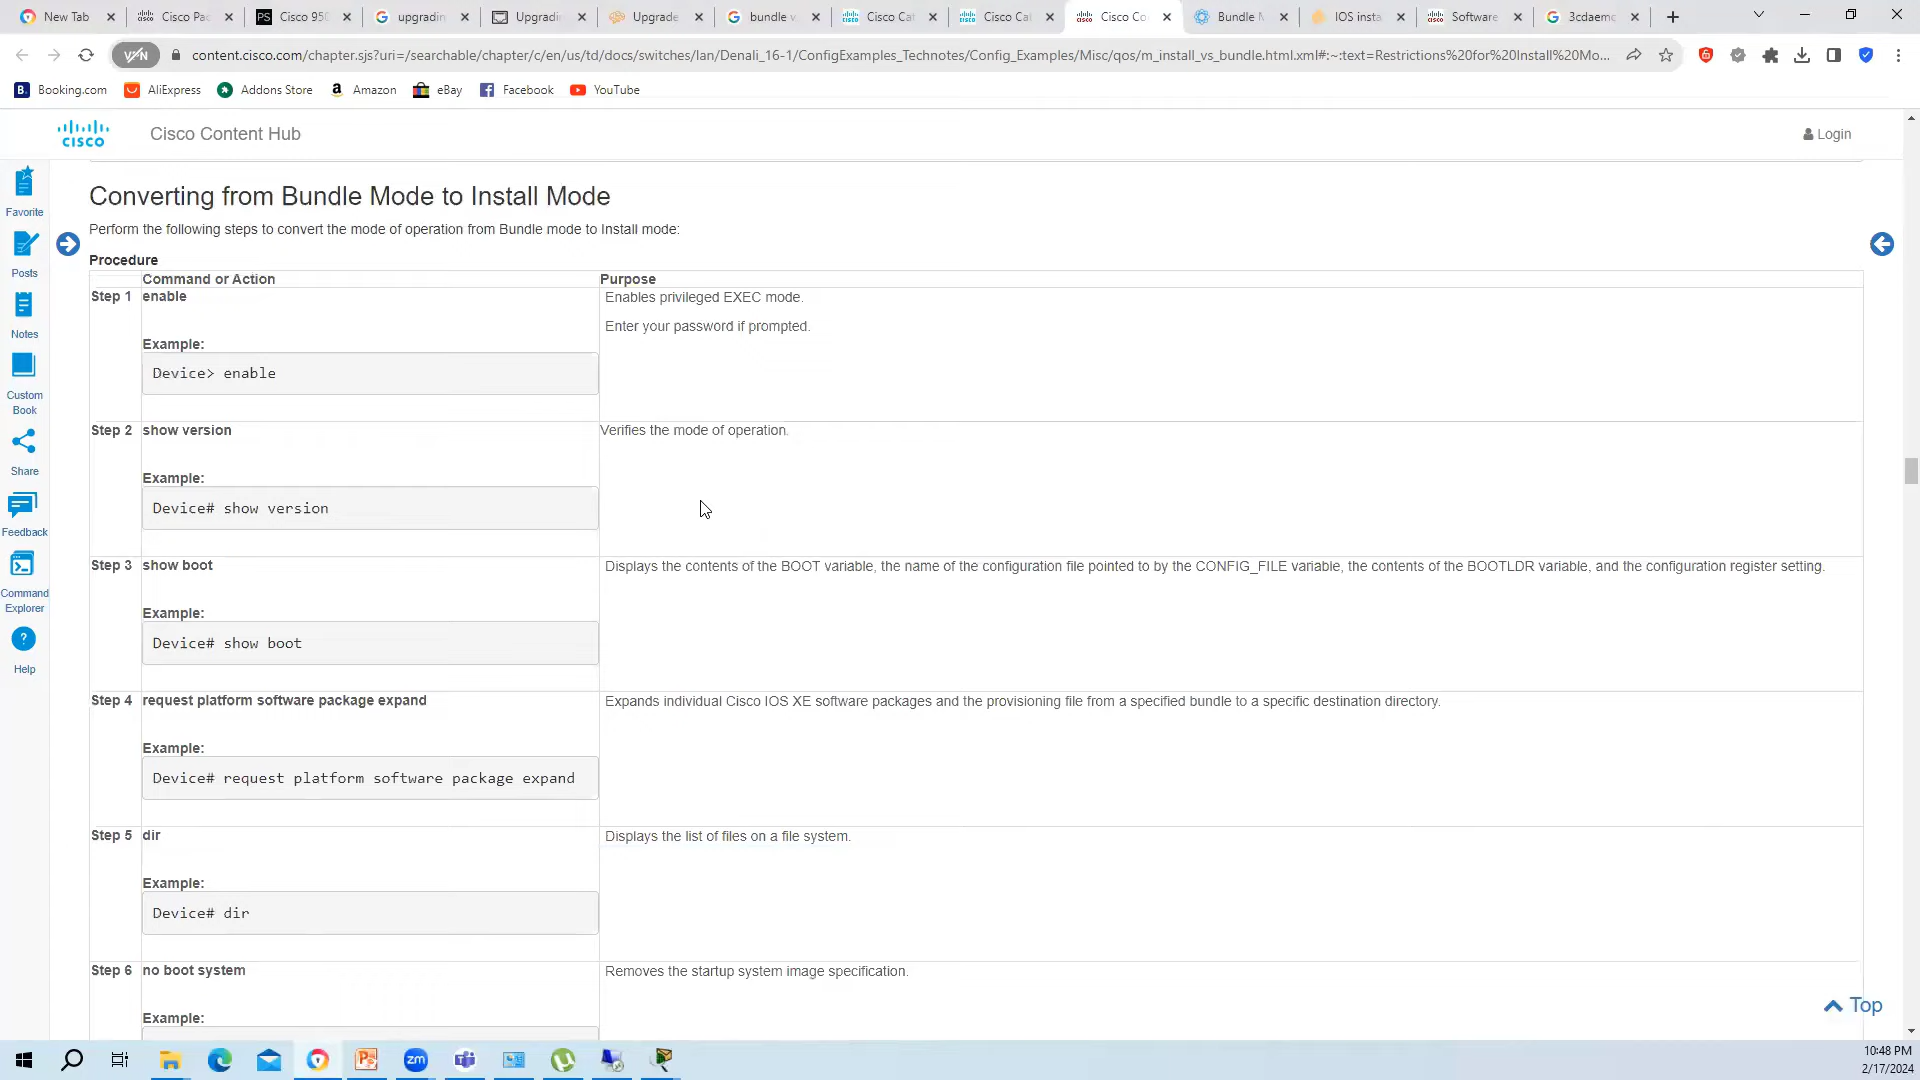 New Tab
Cisco Pac
Cisco 950
upgradin
Upgradi
Upgrade
bundle v
Cisco Cat
Cisco Cat
Cisco Co
Bundle M
IOS insta
Software
3cdaem
VPN
content.cisco.com/chapter.sjs?uri=/searchable/chapter/c/en/us/td/docs/switches/lan/Denali_16-1/ConfigExamples_Technotes/Config_Examples/Misc/qos/m_install_vs_bundle.html.xml#:~:text=Restrictions%20for%20Install%20Mo...
Booking.com
AliExpress
Addons Store
Amazon
eBay
Facebook
YouTube
CISCO
Cisco Content Hub
Login
Favorite
Posts
Notes
Custom
Book
Share
Feedback
Command
Explorer
Help
Converting from Bundle Mode to Install Mode
Perform the following steps to convert the mode of operation from Bundle mode to Install mode:
Procedure
Command or Action Purpose
Step 1 enable Enables privileged EXEC mode.
Enter your password if prompted.
Example:
Device> enable
Step 2 show version Verifies the mode of operation.
Example:
Device# show version
Step 3 show boot Displays the contents of the BOOT variable, the name of the configuration file pointed to by the CONFIG_FILE variable, the contents of the BOOTLDR variable, and the configuration register setting.
Example:
Device# show boot
Step 4 request platform software package expand Expands individual Cisco IOS XE software packages and the provisioning file from a specified bundle to a specific destination directory.
Example:
Device# request platform software package expand
Step 5 dir Displays the list of files on a file system.
Example:
Device# dir
Step 6 no boot system Removes the startup system image specification.
Example:
Top
10:48 PM
2/17/2024